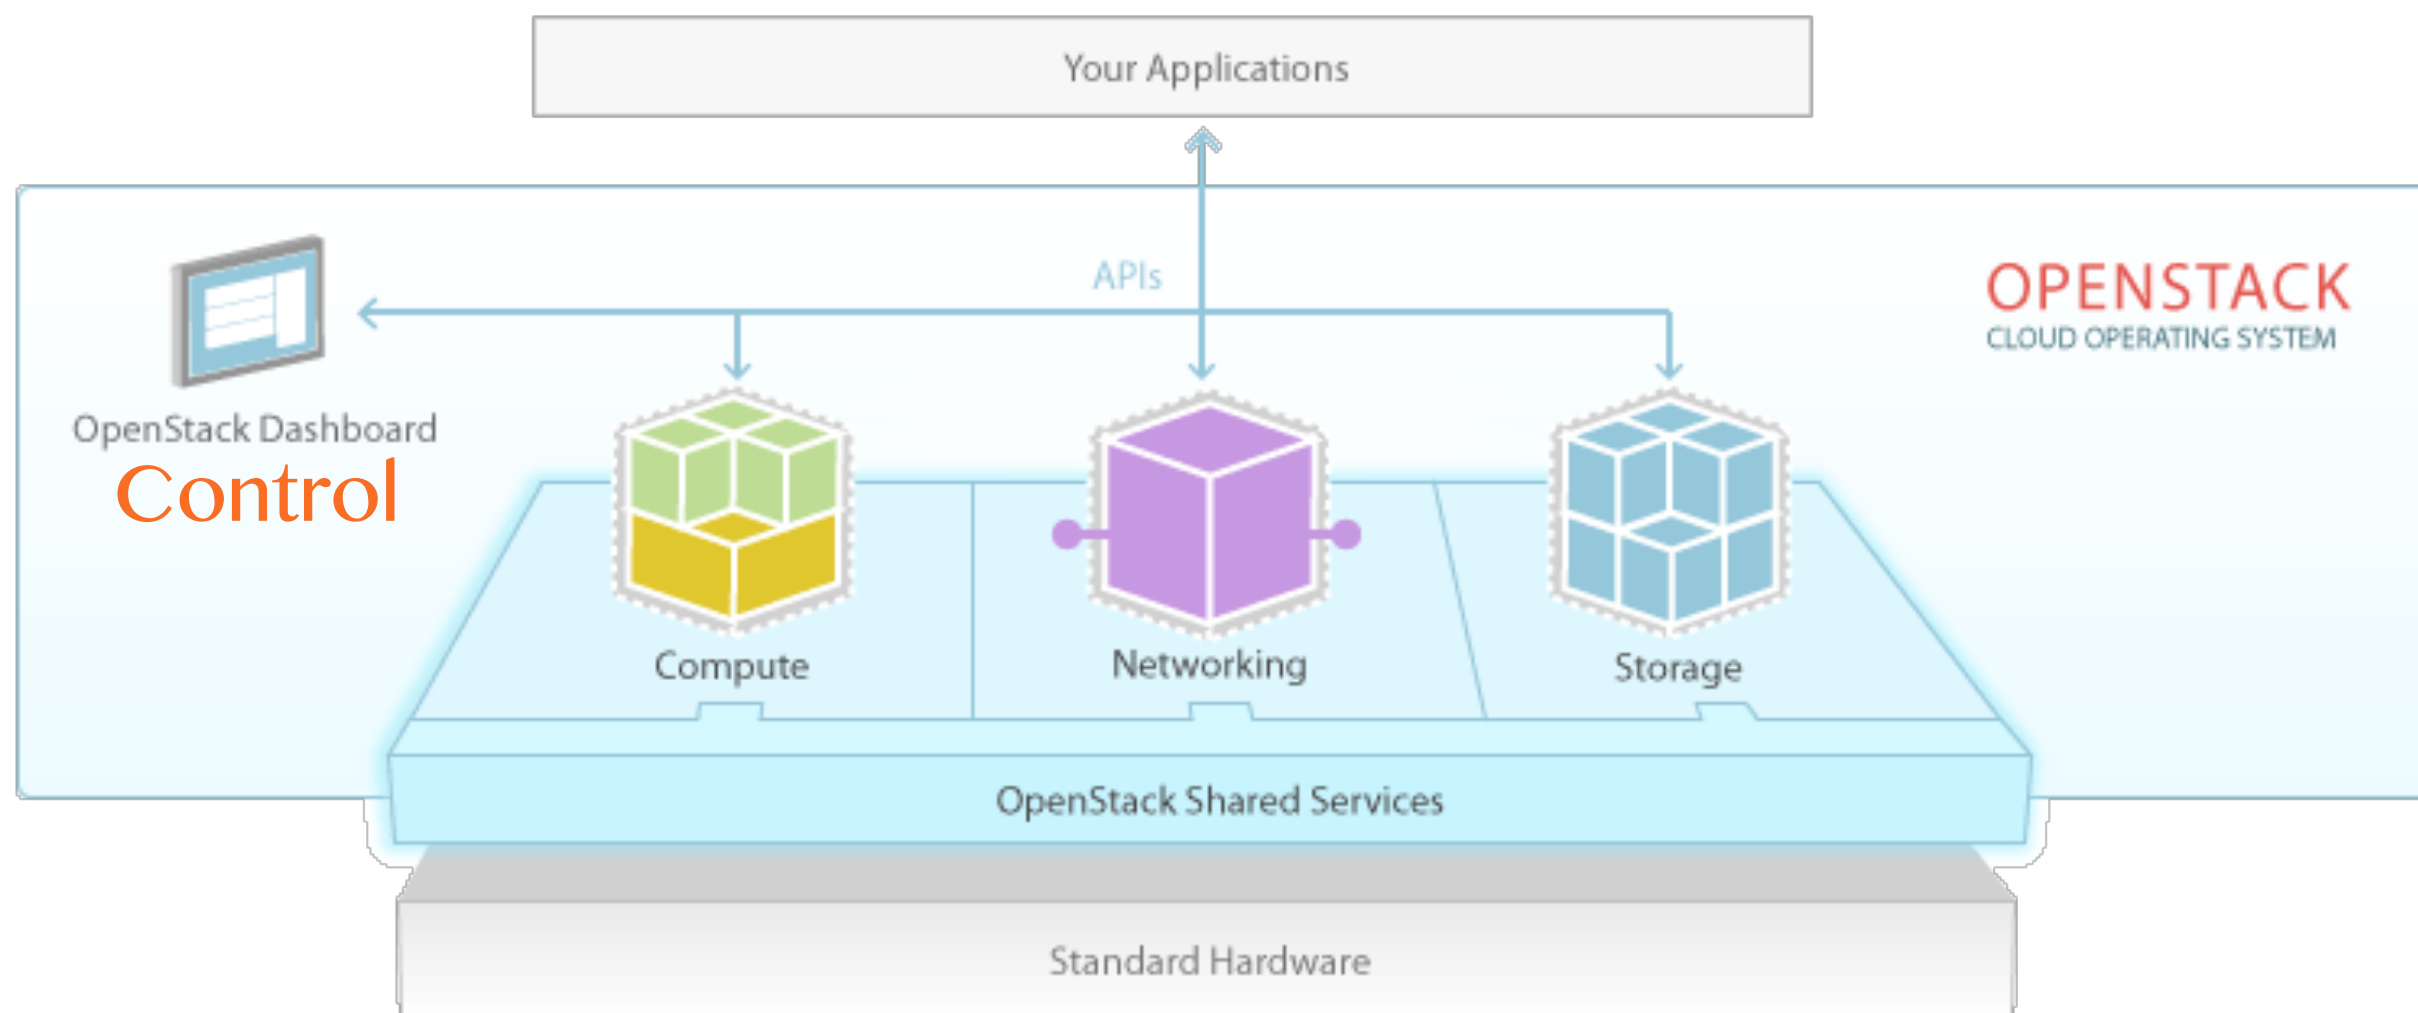 Your Applications
APIs
OPENSTACK
CLOUD OPERATING SYSTEM
OpenStack Dashboard
Control
Compute
Networking
Storage
OpenStack Shared Services
Standard Hardware